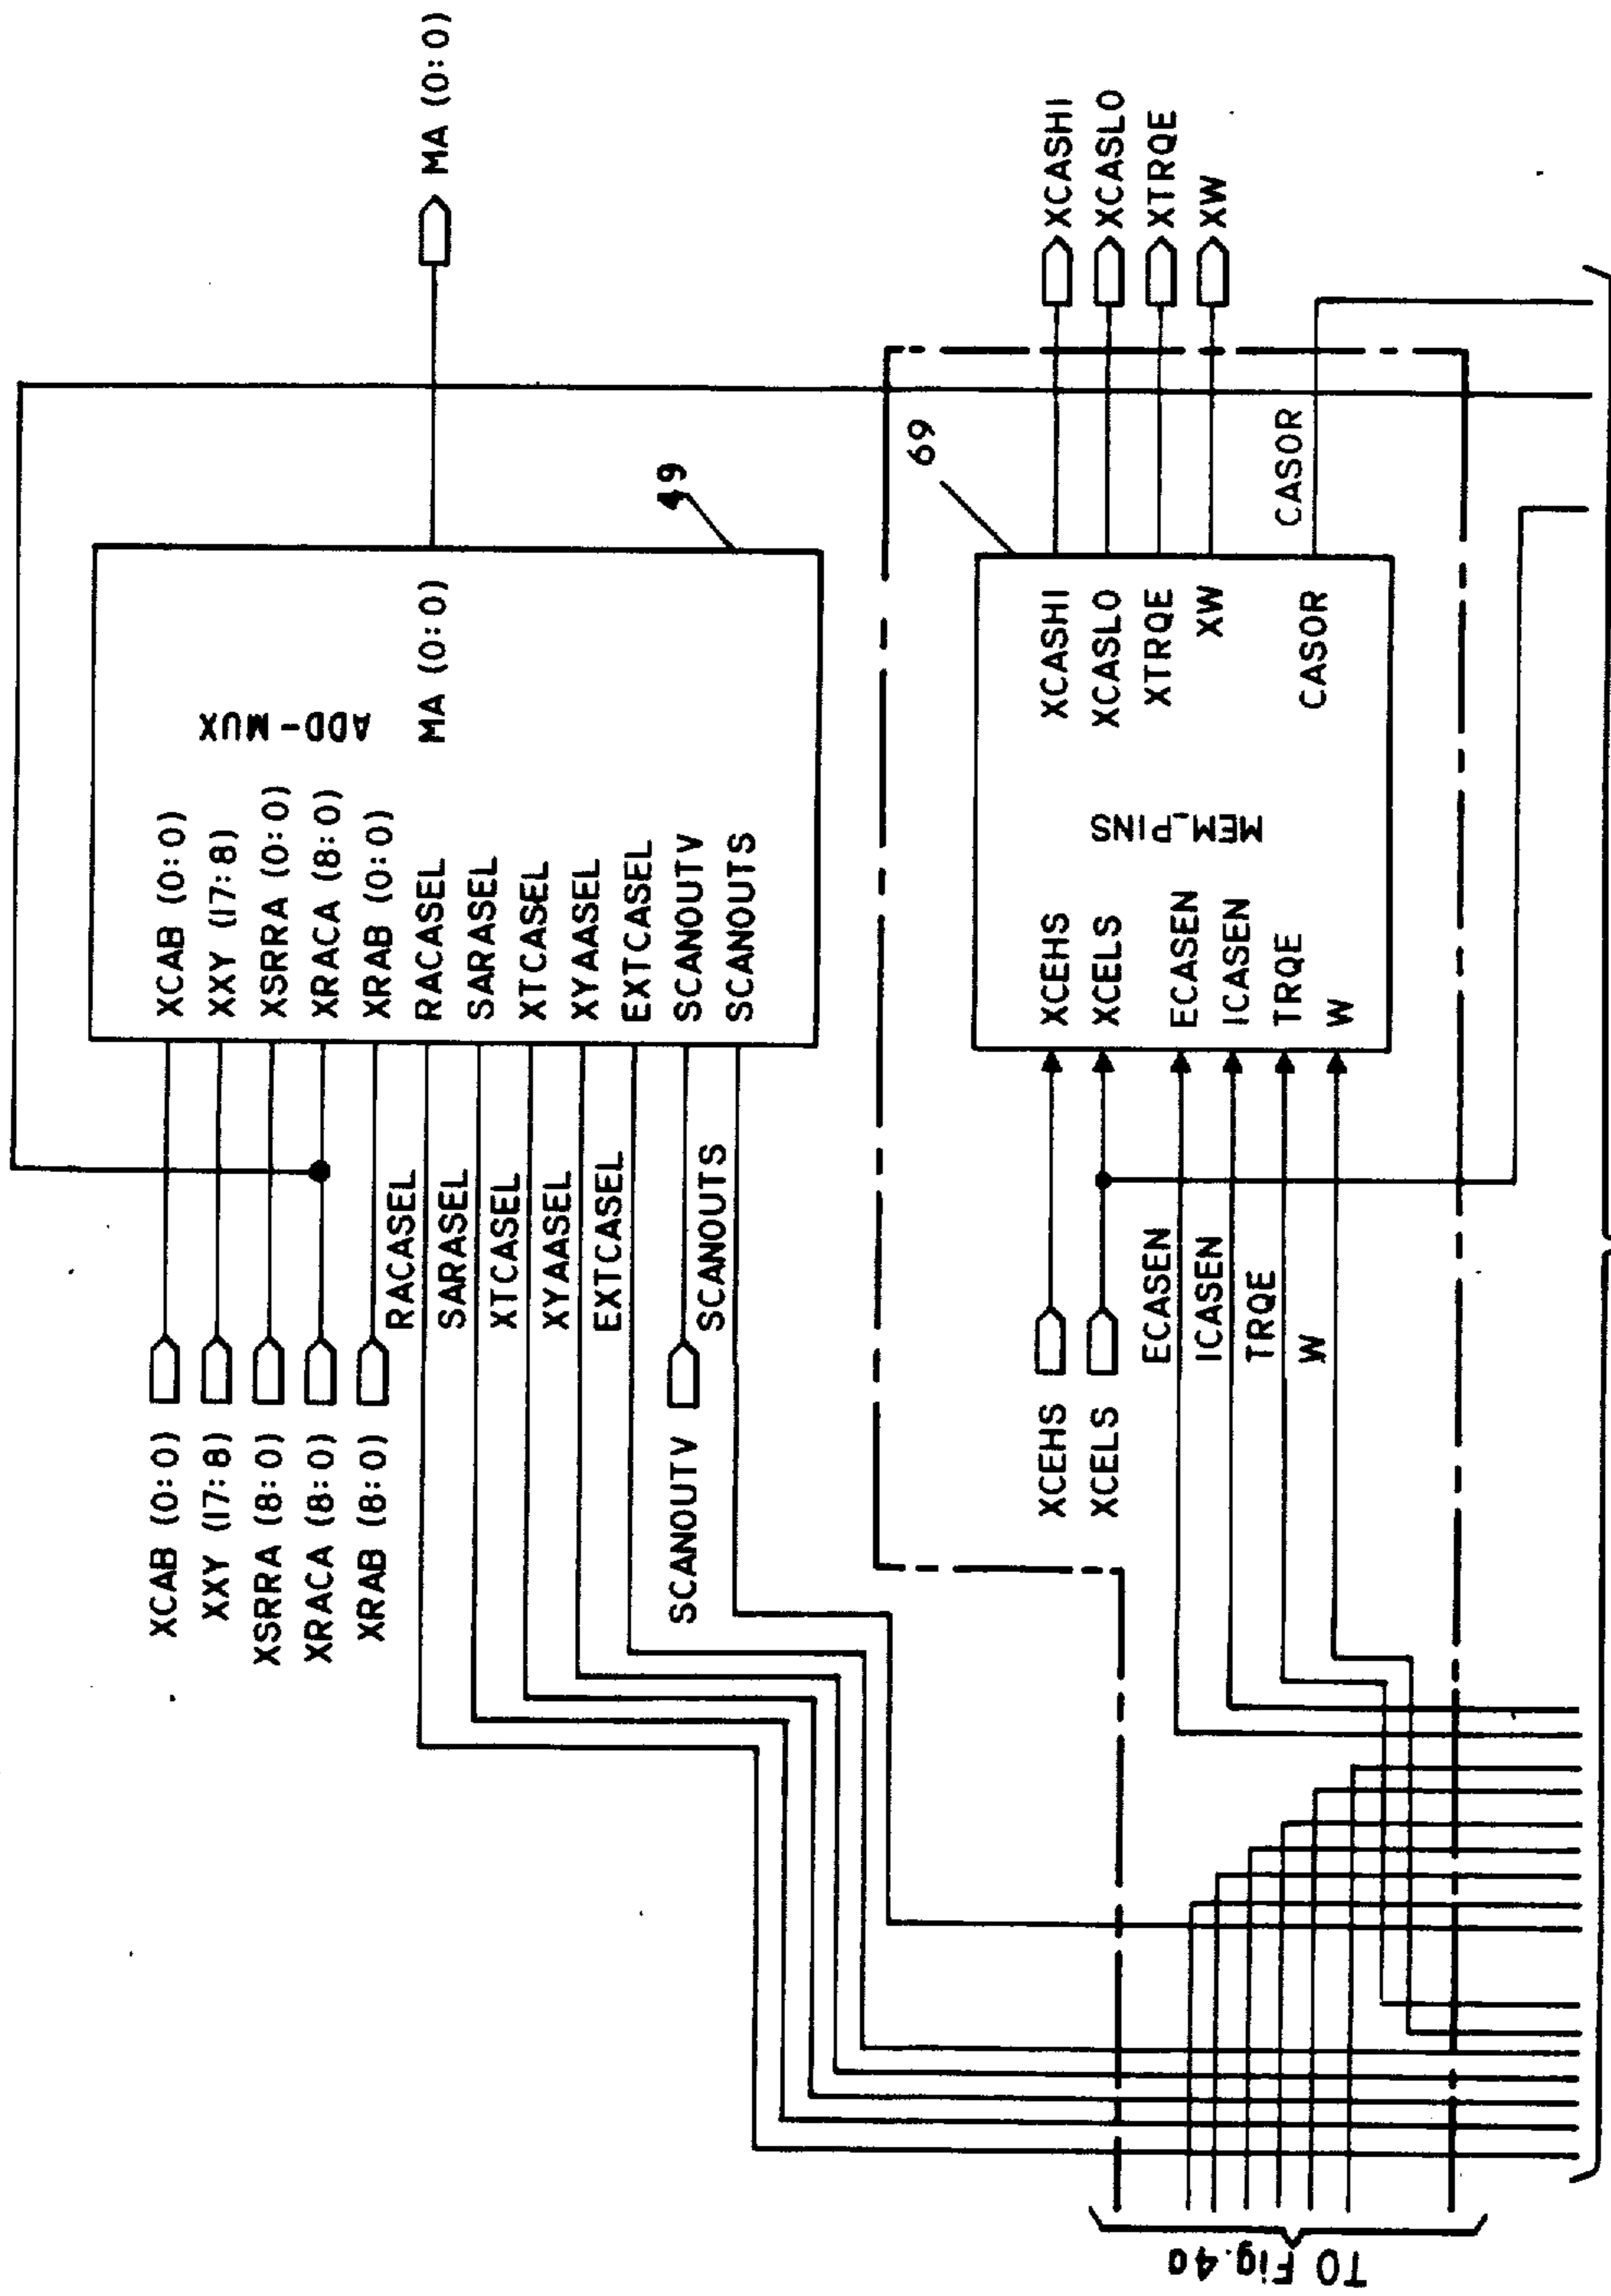 XCAB (0:0)
XXY (17:8)
XSRRA (8:0)
XRACA (8:0)
XRAB (8:0)
RACASEL
SARASEL
XTCASEL
XYAASEL
EXTCASEL
SCANOUTV
SCANOUTS
XCAB (0:0)
XXY (17:8)
XSRRA (0:0)
XRACA (8:0)
XRAB (0:0)
RACASEL
SARASEL
XTCASEL
XYAASEL
EXTCASEL
SCANOUTV
SCANOUTS
ADD-MUX
MA (0:0)
49
MA (0:0)
XCEHS
XCELS
ECASEN
ICASEN
TRQE
W
XCEHS
XCELS
ECASEN
ICASEN
TRQE
W
MEM_PINS
XCASHI
XCASLO
XTRQE
XW
CASOR
69
CASOR
XCASHI
XCASLO
XTRQE
XW
TO Fig.4a